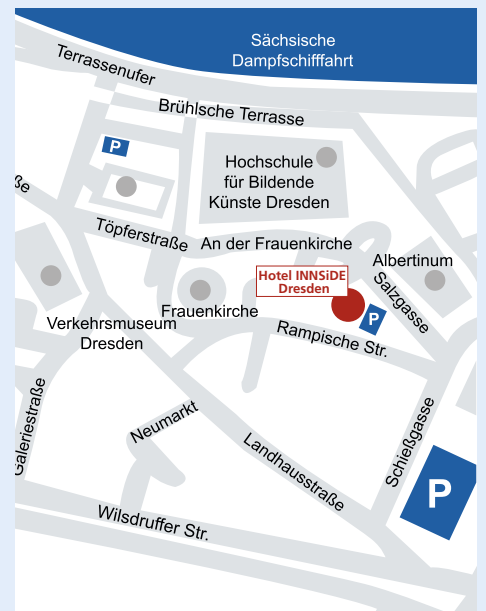 Sächsische
Dampfschifffahrt
Terrassenufer
Brühlsche Terrasse
P
Hochschule
für Bildende
Künste Dresden
ße
Töpferstraße
An der Frauenkirche
Albertinum
Hotel INNSiDE
Dresden
Salzgasse
Frauenkirche
P
Verkehrsmuseum
Dresden
Rampische Str.
Galeriestraße
Neumarkt
Landhausstraße
Schießgasse
P
Wilsdruffer Str.